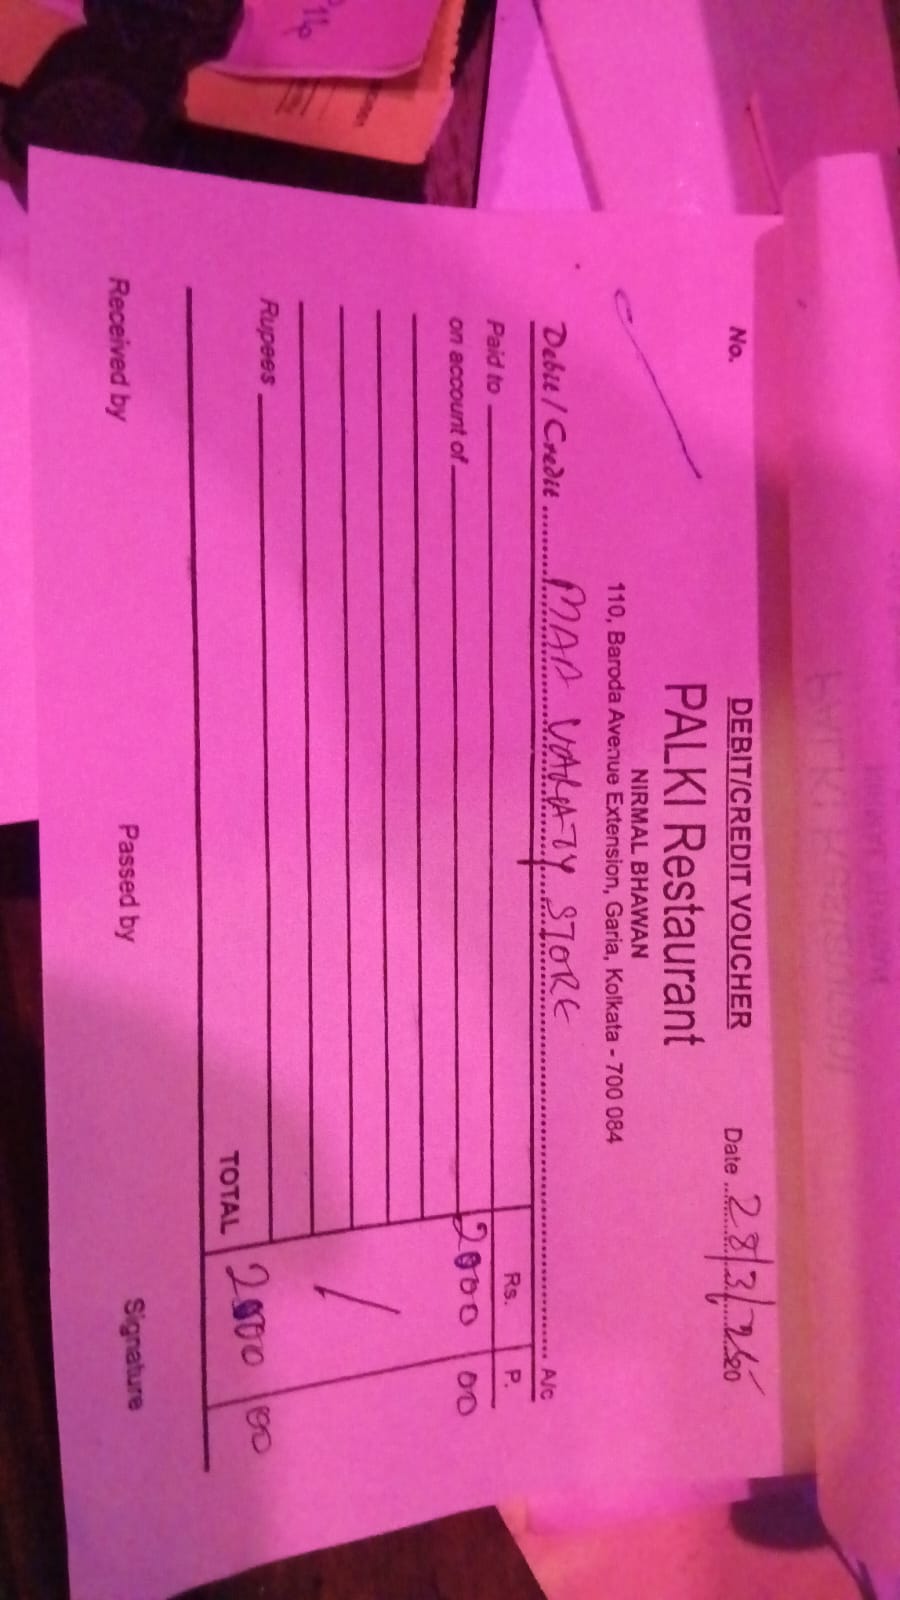 No.
DEBIT/CREDIT VOUCHER
Date 28/3/25
PALKI Restaurant
NIRMAL BHAWAN
110, Baroda Avenue Extension, Garia, Kolkata - 700 084
Debit / Credit MAA VARATY STORE A/c
Rs. P.
Paid to
on account of 2000 00
Rupees
TOTAL 2000 00
Received by Passed by Signature